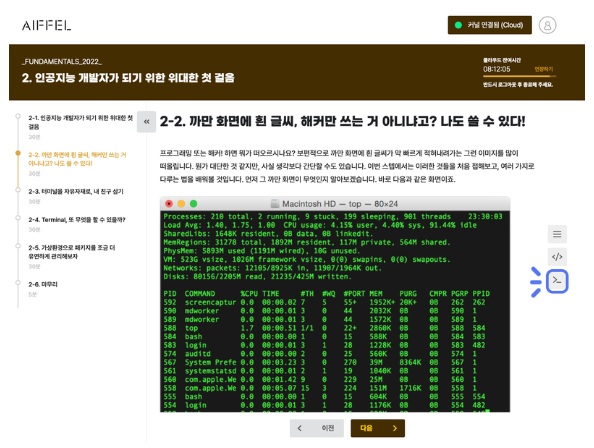 AIFFEL
커널 연결됨 (Cloud)
_FUNDAMENTALS_2022_
2. 인공지능 개발자가 되기 위한 위대한 첫 걸음
클라우드 잔여시간
08:12:05 연장하기
반드시 로그아웃 후 종료해 주세요.
2-1. 인공지능 개발자가 되기 위한 위대한 첫
걸음
2-2. 까만 화면에 흰 글씨, 해커만 쓰는 거
아니냐고? 나도 쓸 수 있다!
30분
2-3. 터미널을 자유자재로, 내 친구 삼기
30분
2-4. Terminal, 또 무엇을 할 수 있을까?
30분
2-5. 가상환경으로 패키지를 조금 더
유연하게 관리해보자
30분
2-6. 마무리
5분
«
2-2. 까만 화면에 흰 글씨, 해커만 쓰는 거 아니냐고? 나도 쓸 수 있다!
프로그래밍 또는 해커! 하면 뭐가 떠오르시나요? 보편적으로 까만 화면에 흰 글씨가 막 빠르게 적혀내려가는 그런 이미지를 많이
떠올립니다. 뭔가 대단한 것 같지만, 사실 생각보다 간단할 수도 있습니다. 이번 스텝에서는 이러한 것들을 처음 접해보고, 여러 가지로
다루는 법을 배워볼 것입니다. 먼저 그 까만 화면이 무엇인지 알아보겠습니다. 바로 다음과 같은 화면이죠.
Macintosh HD — top — 80×24
Processes: 210 total, 2 running, 9 stuck, 199 sleeping, 901 threads 23:30:03
Load Avg: 1.40, 1.75, 1.00 CPU usage: 4.15% user, 4.40% sys, 91.44% idle
SharedLibs: 1648K resident, 0B data, 0B linkedit.
MemRegions: 31278 total, 1892M resident, 117M private, 564M shared.
PhysMem: 5893M used (1191M wired), 10G unused.
VM: 523G vsize, 1026M framework vsize, 0(0) swapins, 0(0) swapouts.
Networks: packets: 12105/8925K in, 11907/1964K out.
Disks: 80156/2205M read, 21235/425M written.
PID COMMAND %CPU TIME #TH #WQ #PORT MEM PURG CMPR PGRP PPID
592 screencaptur 0.0 00:00.02 7 5 55+ 1952K+ 20K+ 0B 262 262
590 mdworker 0.0 00:00.01 3 0 44 2032K 0B 0B 590 1
589 mdworker 0.0 00:00.01 3 0 44 1572K 0B 0B 589 1
588 top 1.7 00:00.51 1/1 0 22+ 2860K 0B 0B 588 584
584 bash 0.0 00:00.00 1 0 15 588K 0B 0B 584 583
583 login 0.0 00:00.01 3 1 28 1228K 0B 0B 583 482
574 auditd 0.0 00:00.00 2 0 25 560K 0B 0B 574 1
567 System Prefe 0.0 00:03.23 3 0 270 39M 0B 8364K 567 1
561 systemstatsd 0.0 00:00.01 2 1 19 1040K 0B 0B 561 1
560 com.apple.We 0.0 00:01.42 9 0 229 25M 0B 0B 560 1
558 com.apple.We 0.0 00:05.07 15 3 224 151M 1716K 0B 558 1
555 bash 0.0 00:00.00 1 0 15 604K 0B 0B 555 554
554 login 0.0 00:00.01 3 1 28 1176K 0B 0B 554 482
</> 
>_
< 이전
다음 >